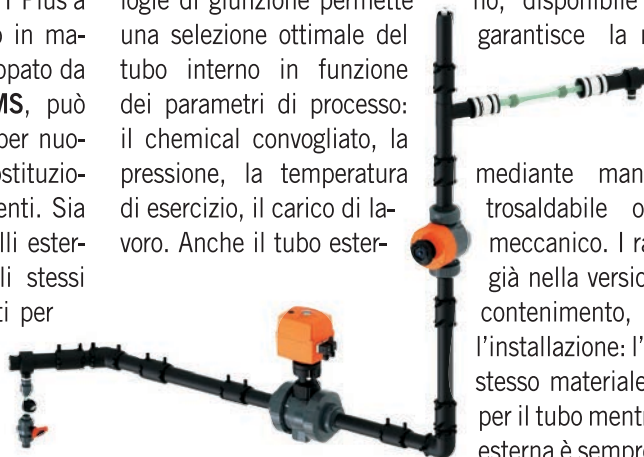 Plus a
o in ma-
ppato da
MS, può
per nuo-
stituzio-
enti. Sia
lli ester-
li stessi
ti per
logie di giunzione permette
una selezione ottimale del
tubo interno in funzione
dei parametri di processo:
il chemical convogliato, la
pressione, la temperatura
di esercizio, il carico di la-
voro. Anche il tubo ester-
no, disponibile
garantisce la
mediante man
trosaldabile o
meccanico. I ra
già nella versio
contenimento,
l'installazione: l'
stesso materiale
per il tubo ment
esterna è sempre